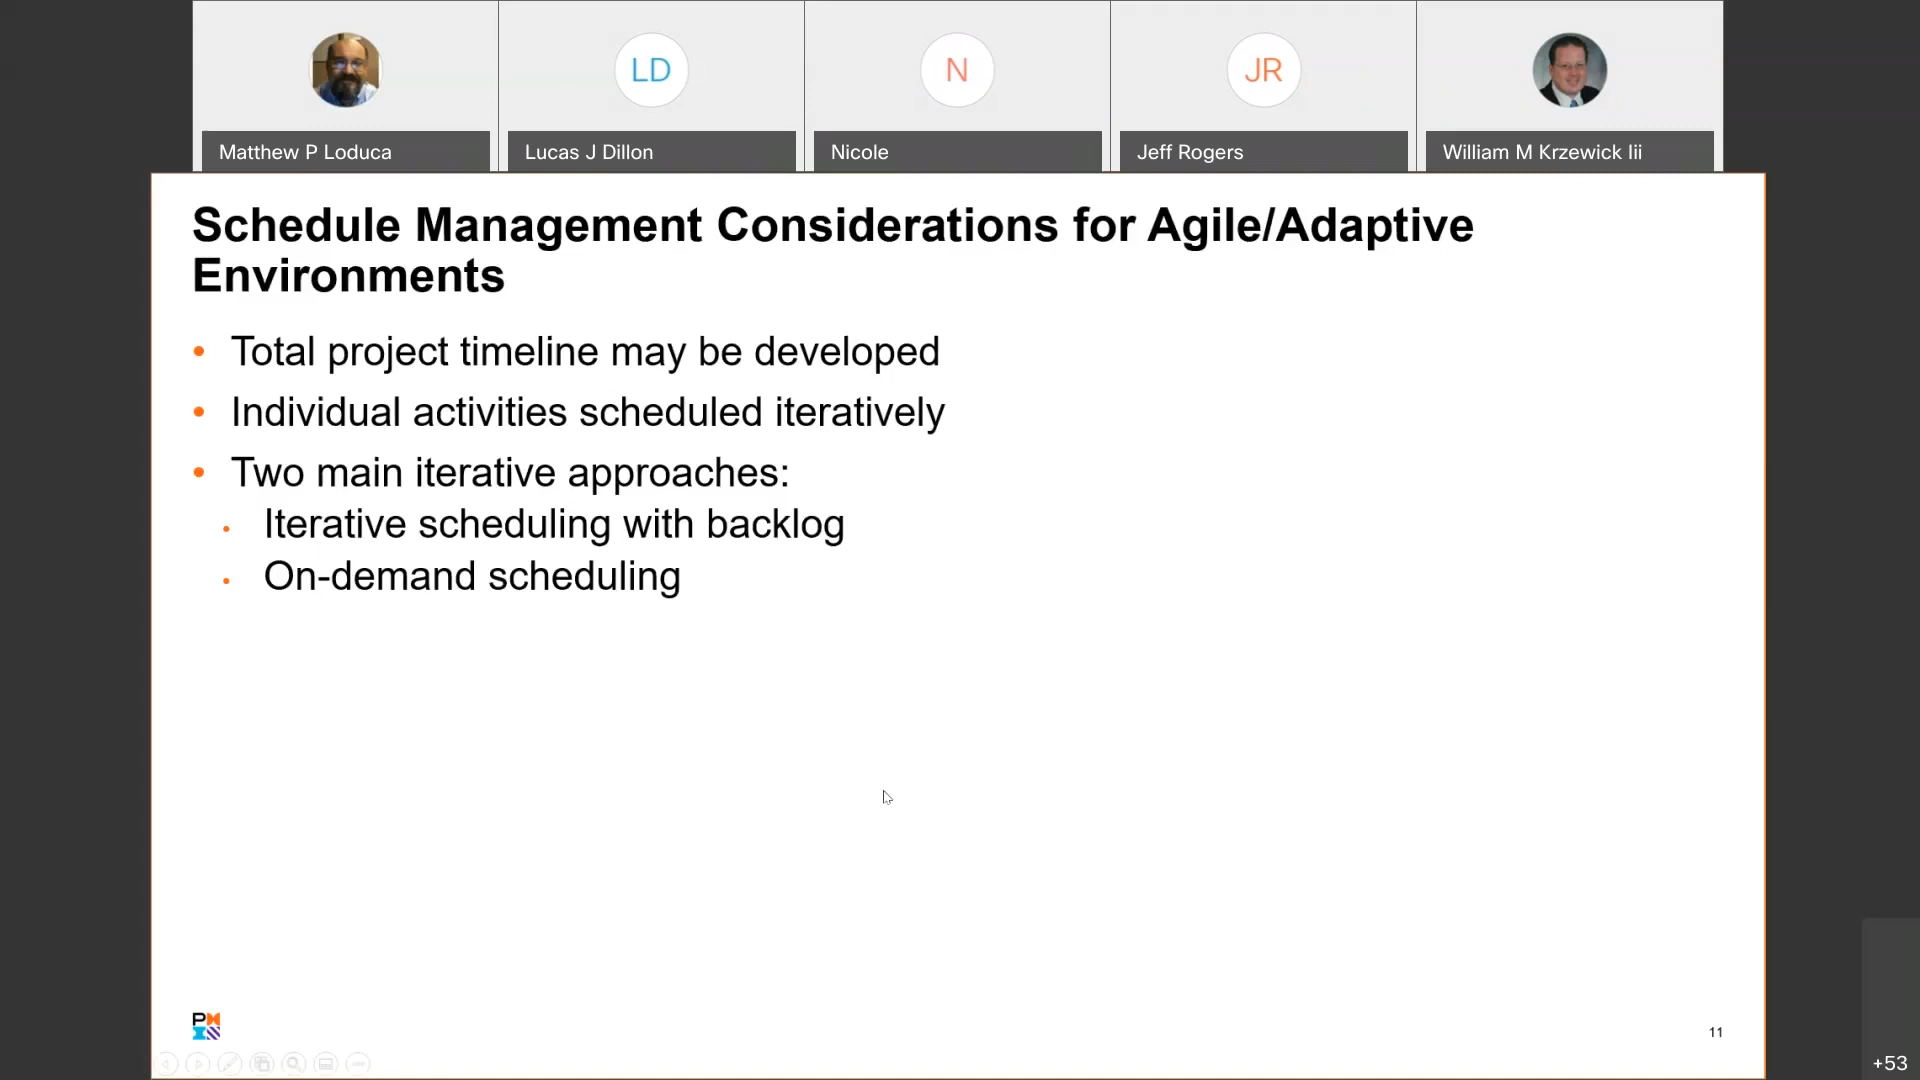 LD
N
JR
Matthew P Loduca
Lucas J Dillon
Nicole
Jeff Rogers
William M Krzewick Iii
Schedule Management Considerations for Agile/Adaptive
Environments
• Total project timeline may be developed
• Individual activities scheduled iteratively
• Two main iterative approaches:
• Iterative scheduling with backlog
• On-demand scheduling
11
+53